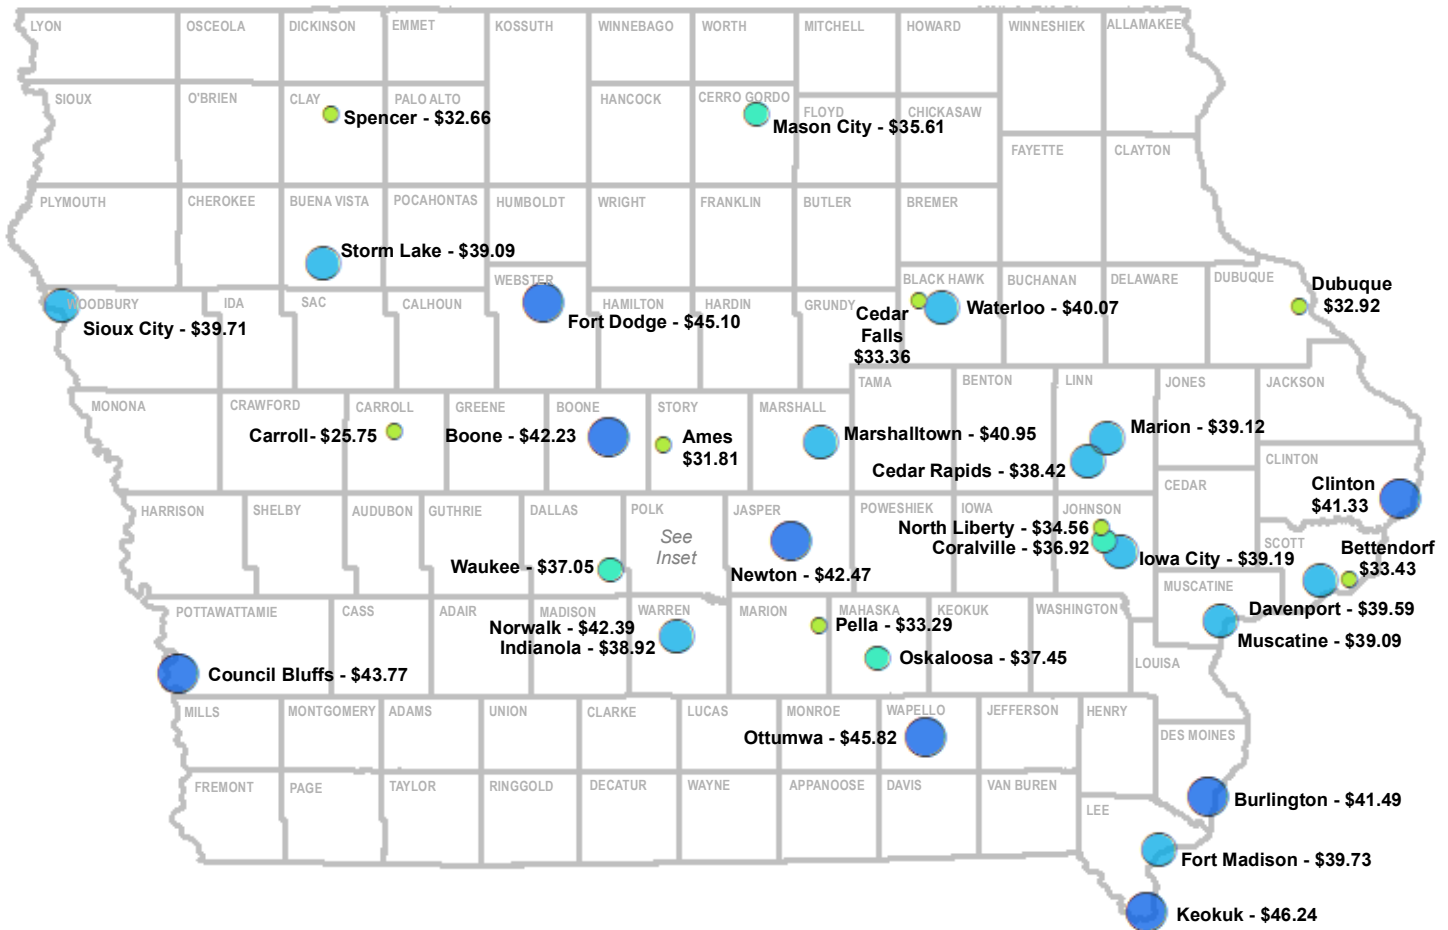 LYON
OSCEOLA
DICKINSON
EMMET
KOSSUTH
WINNEBAGO
WORTH
MITCHELL
HOWARD
WINNESHIEK
ALLAMAKEE
SIOUX
O'BRIEN
CLAY
PALO ALTO
HANCOCK
CERRO GORDO
FLOYD
CHICKASAW
Spencer - $32.66
Mason City - $35.61
FAYETTE
CLAYTON
PLYMOUTH
CHEROKEE
BUENA VISTA
POCAHONTAS
HUMBOLDT
WRIGHT
FRANKLIN
BUTLER
BREMER
Storm Lake - $39.09
WEBSTER
BLACK HAWK
BUCHANAN
DELAWARE
DUBUQUE
Dubuque
$32.92
WOODBURY
IDA
SAC
CALHOUN
HAMILTON
HARDIN
GRUNDY
Sioux City - $39.71
Fort Dodge - $45.10
Cedar
Falls
$33.36
Waterloo - $40.07
TAMA
BENTON
LINN
JONES
JACKSON
MONONA
CRAWFORD
CARROLL
GREENE
BOONE
STORY
MARSHALL
Carroll- $25.75
Boone - $42.23
Ames
$31.81
Marshalltown - $40.95
Marion - $39.12
Cedar Rapids - $38.42
CLINTON
Clinton
$41.33
CEDAR
HARRISON
SHELBY
AUDUBON
GUTHRIE
DALLAS
POLK
See
Inset
JASPER
POWESHIEK
IOWA
JOHNSON
North Liberty - $34.56
Coralville - $36.92
Iowa City - $39.19
SCOTT
Bettendorf
$33.43
Waukee - $37.05
Newton - $42.47
MUSCATINE
Davenport - $39.59
Muscatine - $39.09
POTTAWATTAMIE
CASS
ADAIR
MADISON
WARREN
MARION
MAHASKA
KEOKUK
WASHINGTON
Norwalk - $42.39
Indianola - $38.92
Pella - $33.29
Oskaloosa - $37.45
LOUISA
Council Bluffs - $43.77
MILLS
MONTGOMERY
ADAMS
UNION
CLARKE
LUCAS
MONROE
WAPELLO
JEFFERSON
HENRY
DES MOINES
Ottumwa - $45.82
FREMONT
PAGE
TAYLOR
RINGGOLD
DECATUR
WAYNE
APPANOOSE
DAVIS
VAN BUREN
LEE
Burlington - $41.49
Fort Madison - $39.73
Keokuk - $46.24